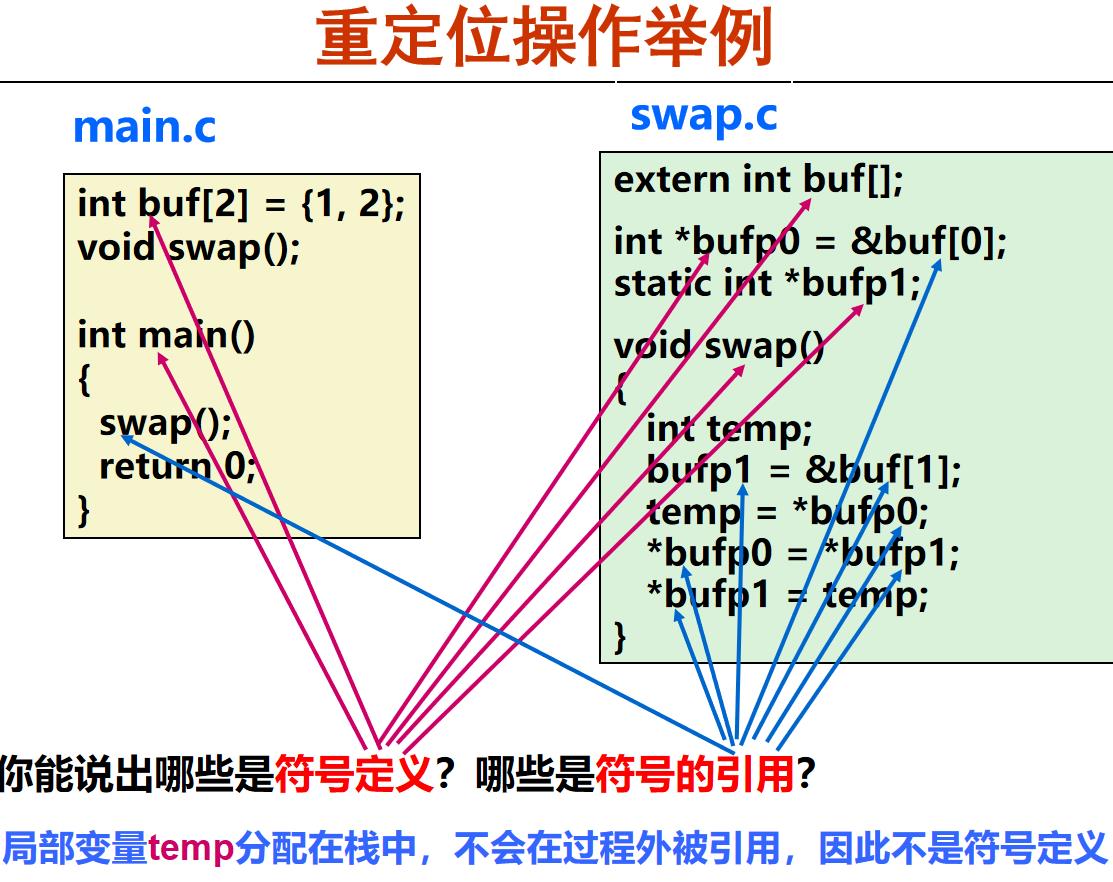 重定位操作举例
main.c
int buf[2] = {1, 2};
void swap();
int main()
{
swap();
return 0;
}
swap.c
extern int buf[];
int *bufp0 = &buf[0];
static int *bufp1;
void swap()
{
int temp;
bufp1 = &buf[1];
temp = *bufp0;
*bufp0 = *bufp1;
*bufp1 = temp;
}
你能说出哪些是符号定义？哪些是符号的引用？
局部变量temp分配在栈中，不会在过程外被引用，因此不是符号定义